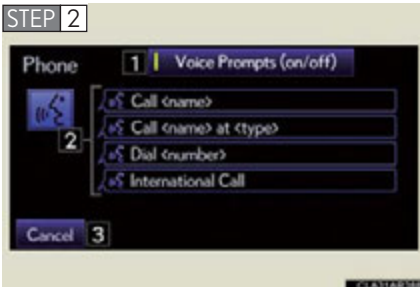 STEP 2
Phone 1 Voice Prompts (on/off)
Call <name>
2 Call <name> at <type>
Dial <number>
International Call
Cancel 3